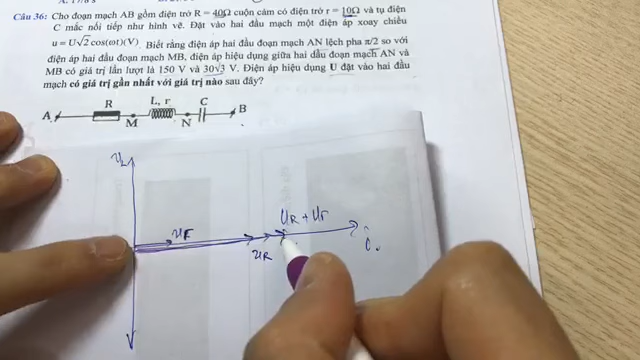 Câu 36: Cho đoạn mạch AB gồm điện trở R = 40Ω cuộn cảm có điện trở r = 10Ω và tụ điện
C mắc nối tiếp như hình vẽ. Đặt vào hai đầu mạch một điện áp xoay chiều
u = U√2 cos(ωt)(V). Biết rằng điện áp hai đầu đoạn mạch AN lệch pha π/2 so với
điện áp hai đầu đoạn mạch MB, điện áp hiệu dụng giữa hai đầu đoạn mạch AN và
MB có giá trị lần lượt là 150 V và 30√3 V. Điện áp hiệu dụng U đặt vào hai đầu
mạch có giá trị gần nhất với giá trị nào sau đây?
R L, r C
A M N B
UL
UR + Ur
Ur
UR